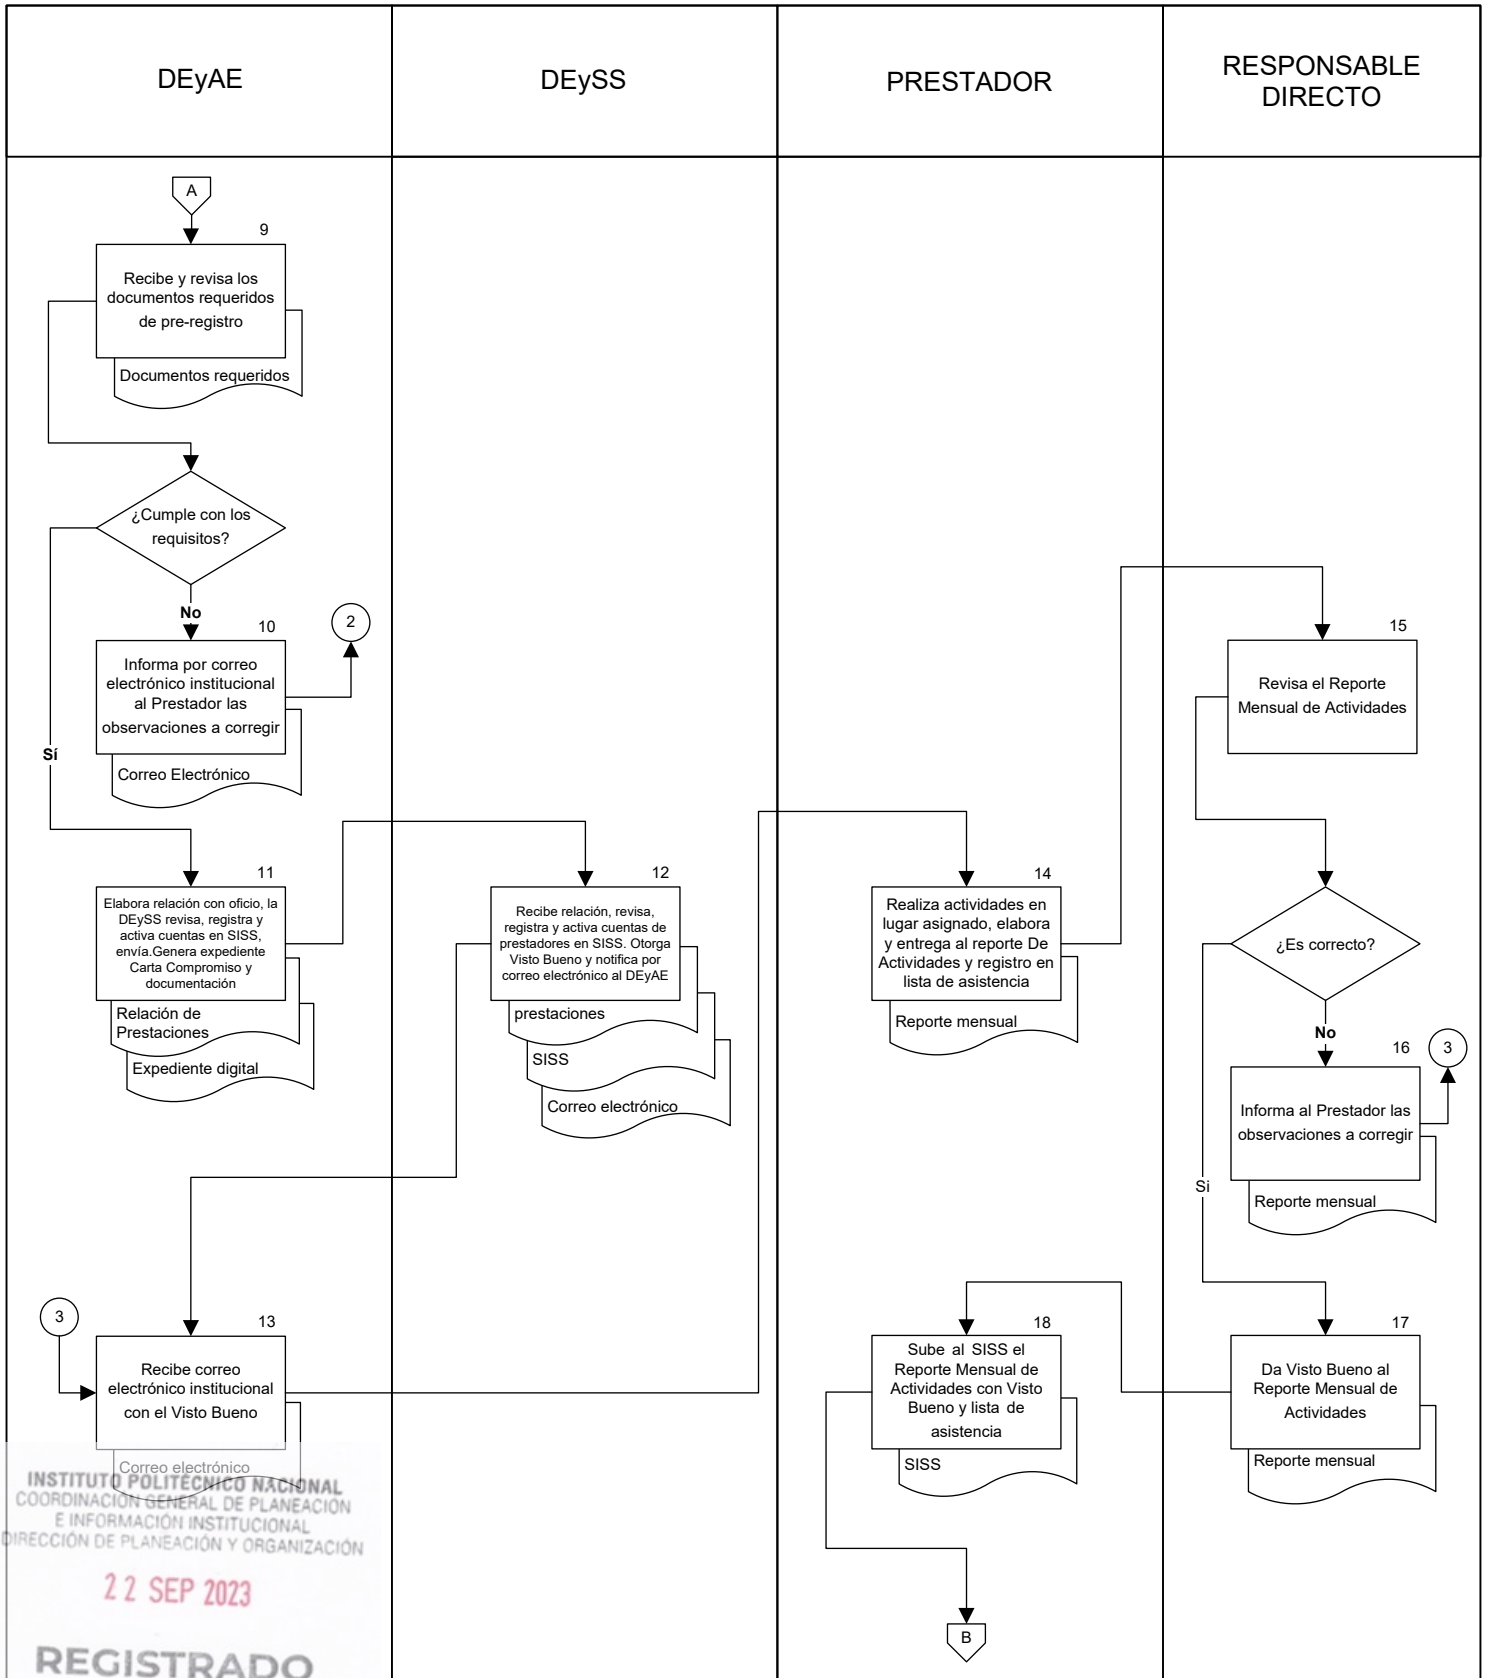 DEyAE
DEySS
PRESTADOR
RESPONSABLE
DIRECTO
A
9
Recibe y revisa los
documentos requeridos
de pre-registro
Documentos requeridos
¿Cumple con los
requisitos?
No
10
2
Informa por correo
electrónico institucional
al Prestador las
observaciones a corregir
Correo Electrónico
Sí
11
Elabora relación con oficio, la
DEySS revisa, registra y
activa cuentas en SISS,
envía.Genera expediente
Carta Compromiso y
documentación
Relación de
Prestaciones
Expediente digital
12
Recibe relación, revisa,
registra y activa cuentas de
prestadores en SISS. Otorga
Visto Bueno y notifica por
correo electrónico al DEyAE
prestaciones
SISS
Correo electrónico
3
13
Recibe correo
electrónico institucional
con el Visto Bueno
Correo electrónico
14
Realiza actividades en
lugar asignado, elabora
y entrega al reporte De
Actividades y registro en
lista de asistencia
Reporte mensual
15
Revisa el Reporte
Mensual de Actividades
¿Es correcto?
No
16
3
Informa al Prestador las
observaciones a corregir
Reporte mensual
Si
17
Da Visto Bueno al
Reporte Mensual de
Actividades
Reporte mensual
18
Sube al SISS el
Reporte Mensual de
Actividades con Visto
Bueno y lista de
asistencia
SISS
B
INSTITUTO POLITÉCNICO NACIONAL
COORDINACIÓN GENERAL DE PLANEACIÓN
E INFORMACIÓN INSTITUCIONAL
DIRECCIÓN DE PLANEACIÓN Y ORGANIZACIÓN
22 SEP 2023
REGISTRADO